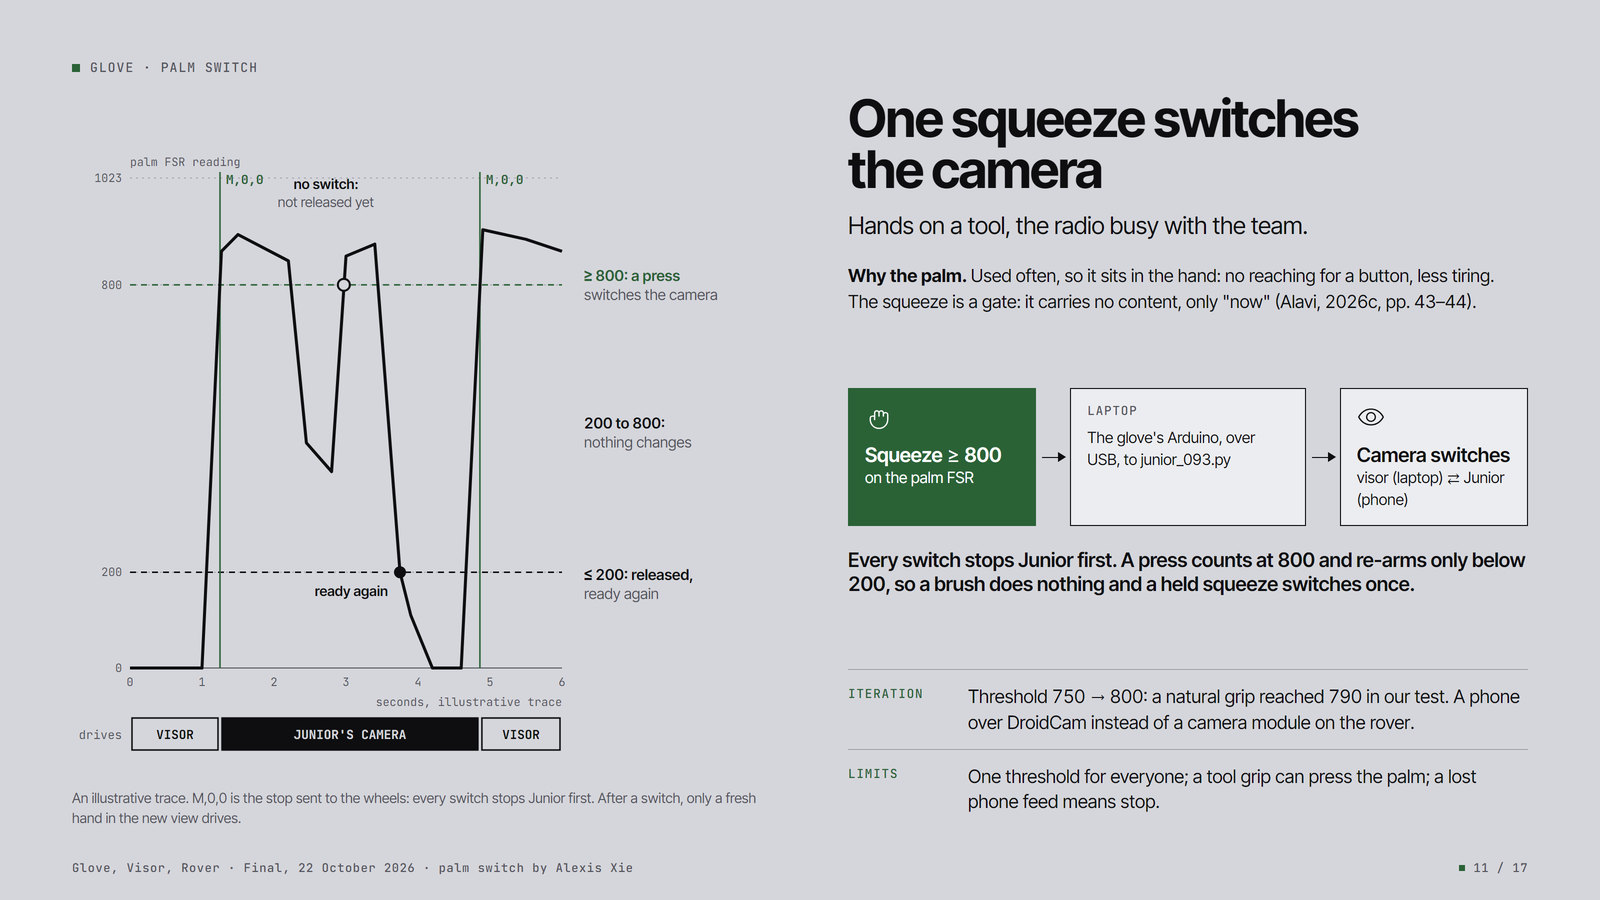 GLOVE · PALM SWITCH
palm FSR reading
1023
M,0,0
no switch:
not released yet
M,0,0
800
≥ 800: a press
switches the camera
200 to 800:
nothing changes
200
≤ 200: released,
ready again
ready again
0
0 1 2 3 4 5 6
seconds, illustrative trace
drives
VISOR
JUNIOR'S CAMERA
VISOR
An illustrative trace. M,0,0 is the stop sent to the wheels: every switch stops Junior first. After a switch, only a fresh
hand in the new view drives.
One squeeze switches
the camera
Hands on a tool, the radio busy with the team.
Why the palm. Used often, so it sits in the hand: no reaching for a button, less tiring.
The squeeze is a gate: it carries no content, only "now" (Alavi, 2026c, pp. 43–44).
Squeeze ≥ 800
on the palm FSR
LAPTOP
The glove's Arduino, over
USB, to junior_093.py
Camera switches
visor (laptop) ⇄ Junior
(phone)
Every switch stops Junior first. A press counts at 800 and re-arms only below
200, so a brush does nothing and a held squeeze switches once.
ITERATION
Threshold 750 → 800: a natural grip reached 790 in our test. A phone
over DroidCam instead of a camera module on the rover.
LIMITS
One threshold for everyone; a tool grip can press the palm; a lost
phone feed means stop.
Glove, Visor, Rover · Final, 22 October 2026 · palm switch by Alexis Xie
11 / 17